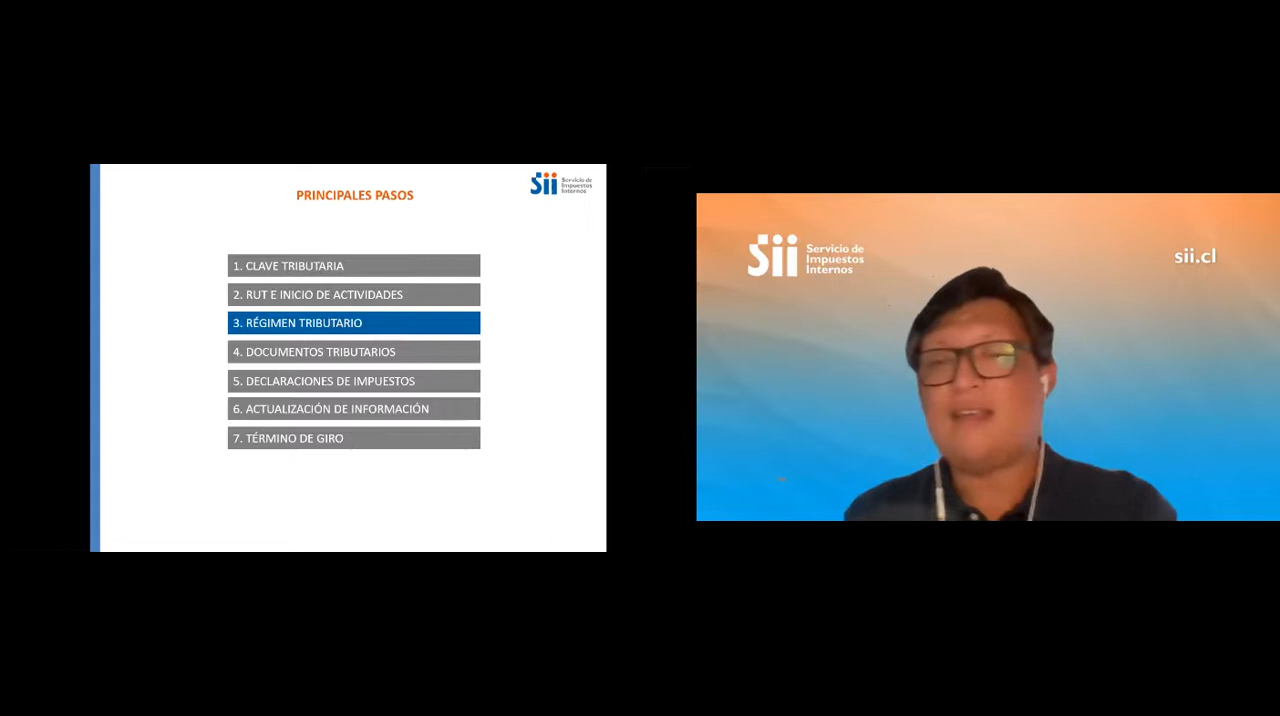 PRINCIPALES PASOS
Sii
Servicio de
Impuestos
Internos
1. CLAVE TRIBUTARIA
2. RUT E INICIO DE ACTIVIDADES
3. RÉGIMEN TRIBUTARIO
4. DOCUMENTOS TRIBUTARIOS
5. DECLARACIONES DE IMPUESTOS
6. ACTUALIZACIÓN DE INFORMACIÓN
7. TÉRMINO DE GIRO
Sii
Servicio de
Impuestos
Internos
sii.cl